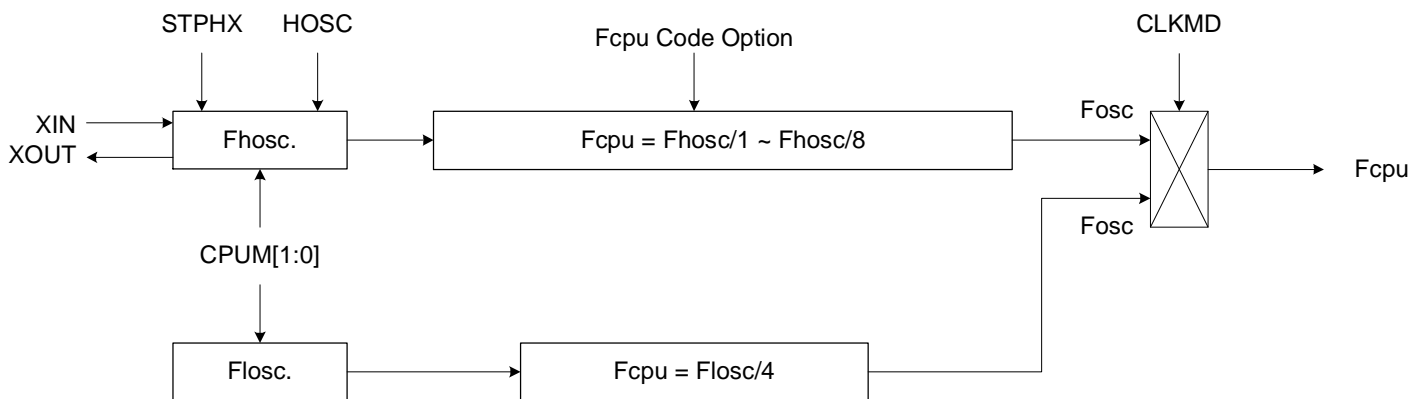 STPHX
HOSC
Fcpu Code Option
CLKMD
XIN
XOUT
Fhosc.
Fcpu = Fhosc/1 ~ Fhosc/8
Fosc
Fcpu
Fosc
CPUM[1:0]
Flosc.
Fcpu = Flosc/4